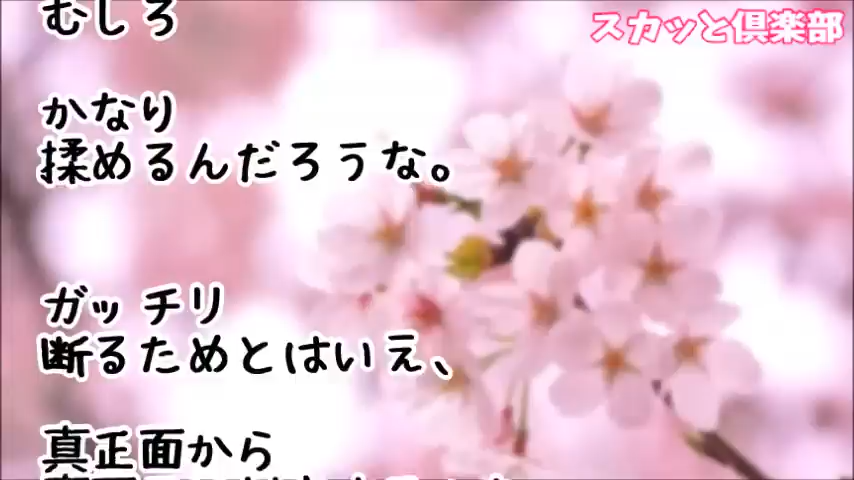 スカッと倶楽部
むしろ
かなり
揉めるんだろうな。
ガッチリ
断るためとはいえ、
真正面から